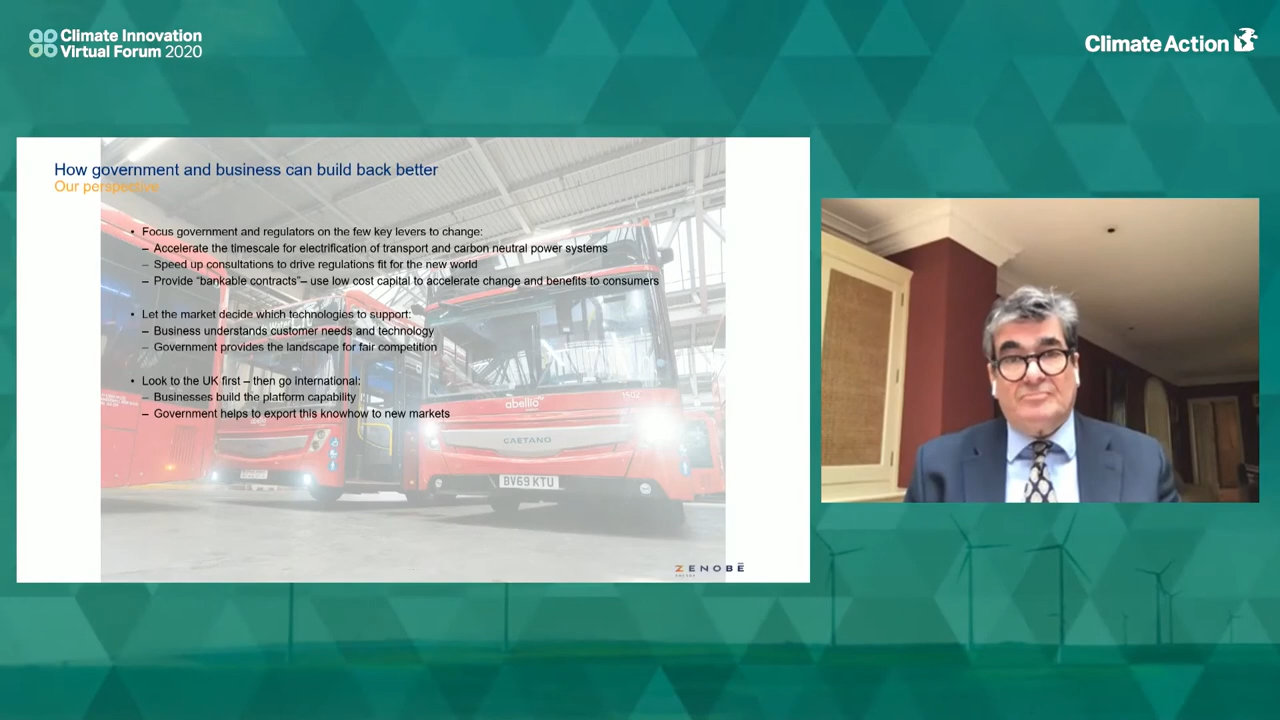 Climate Innovation
Virtual Forum 2020
Climate Action
How government and business can build back better
Our perspective
• Focus government and regulators on the few key levers to change:
– Accelerate the timescale for electrification of transport and carbon neutral power systems
– Speed up consultations to drive regulations fit for the new world
– Provide “bankable contracts”– use low cost capital to accelerate change and benefits to consumers
• Let the market decide which technologies to support:
– Business understands customer needs and technology
– Government provides the landscape for fair competition
• Look to the UK first – then go international:
– Businesses build the platform capability
– Government helps to export this knowhow to new markets
abellio
1602
CAETANO
BV69 KTU
ZENOBĒ
ENERGY